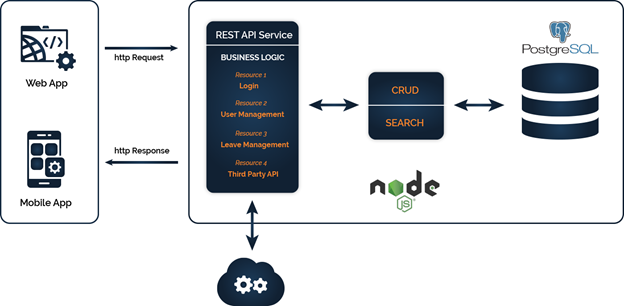 Web App
http Request
Mobile App
http Response
REST API Service
BUSINESS LOGIC
Resource 1
Login
Resource 2
User Management
Resource 3
Leave Management
Resource 4
Third Party API
CRUD
SEARCH
node
JS
PostgreSQL